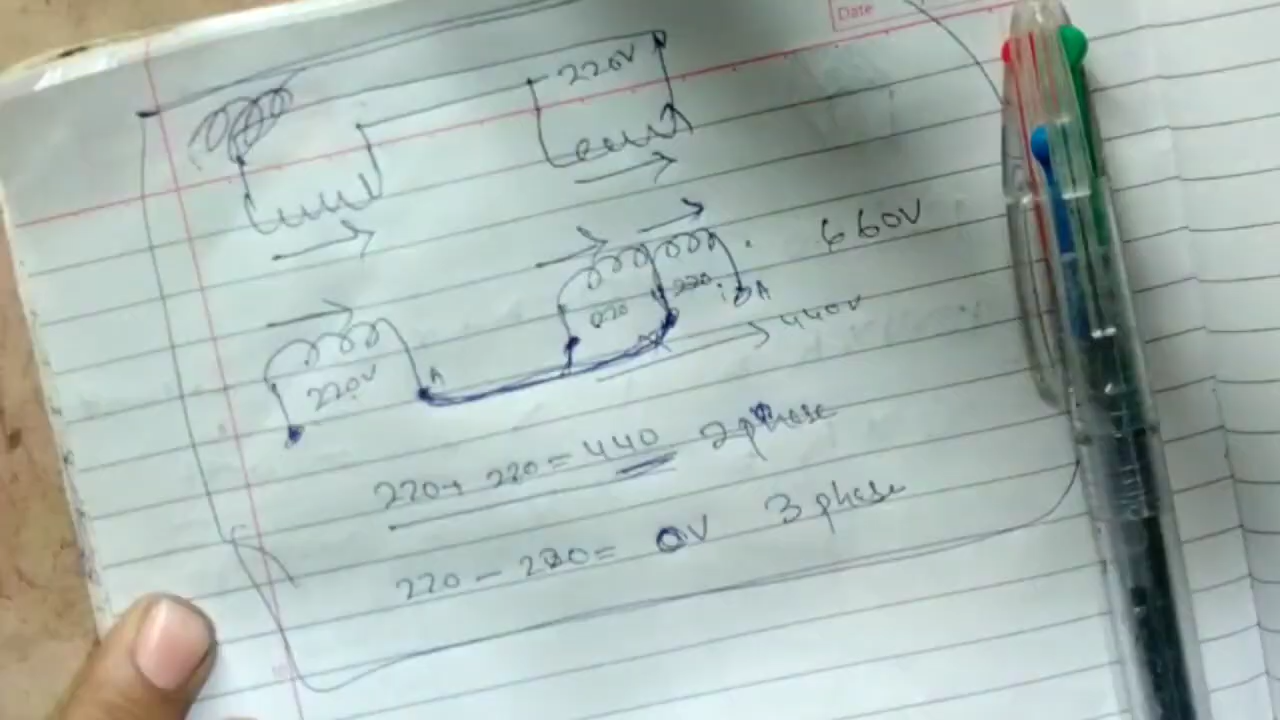 Date
220V
660V
220 220 A
440V
220V A
220+ 220 = 440 2 phase
220 - 220 = 0V 3 phase